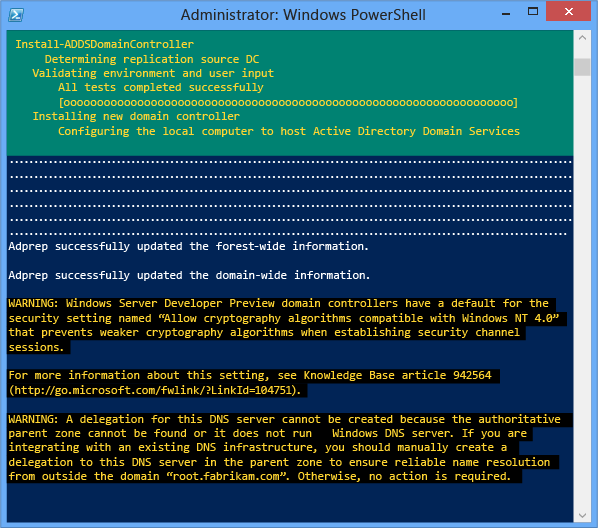 Administrator: Windows PowerShell
Install-ADDSDomainController
Determining replication source DC
Validating environment and user input
All tests completed successfully
[oooooooooooooooooooooooooooooooooooooooooooooooooooooooooooooooooooo]
Installing new domain controller
Configuring the local computer to host Active Directory Domain Services
....................................................................................
....................................................................................
....................................................................................
....................................................................................
....................................................................................
...................................................................................
Adprep successfully updated the forest-wide information.
Adprep successfully updated the domain-wide information.
WARNING: Windows Server Developer Preview domain controllers have a default for the
security setting named “Allow cryptography algorithms compatible with Windows NT 4.0”
that prevents weaker cryptography algorithms when establishing security channel
sessions.
For more information about this setting, see Knowledge Base article 942564
(http://go.microsoft.com/fwlink/?LinkId=104751).
WARNING: A delegation for this DNS server cannot be created because the authoritative
parent zone cannot be found or it does not run Windows DNS server. If you are
integrating with an existing DNS infrastructure, you should manually create a
delegation to this DNS server in the parent zone to ensure reliable name resolution
from outside the domain “root.fabrikam.com”. Otherwise, no action is required.